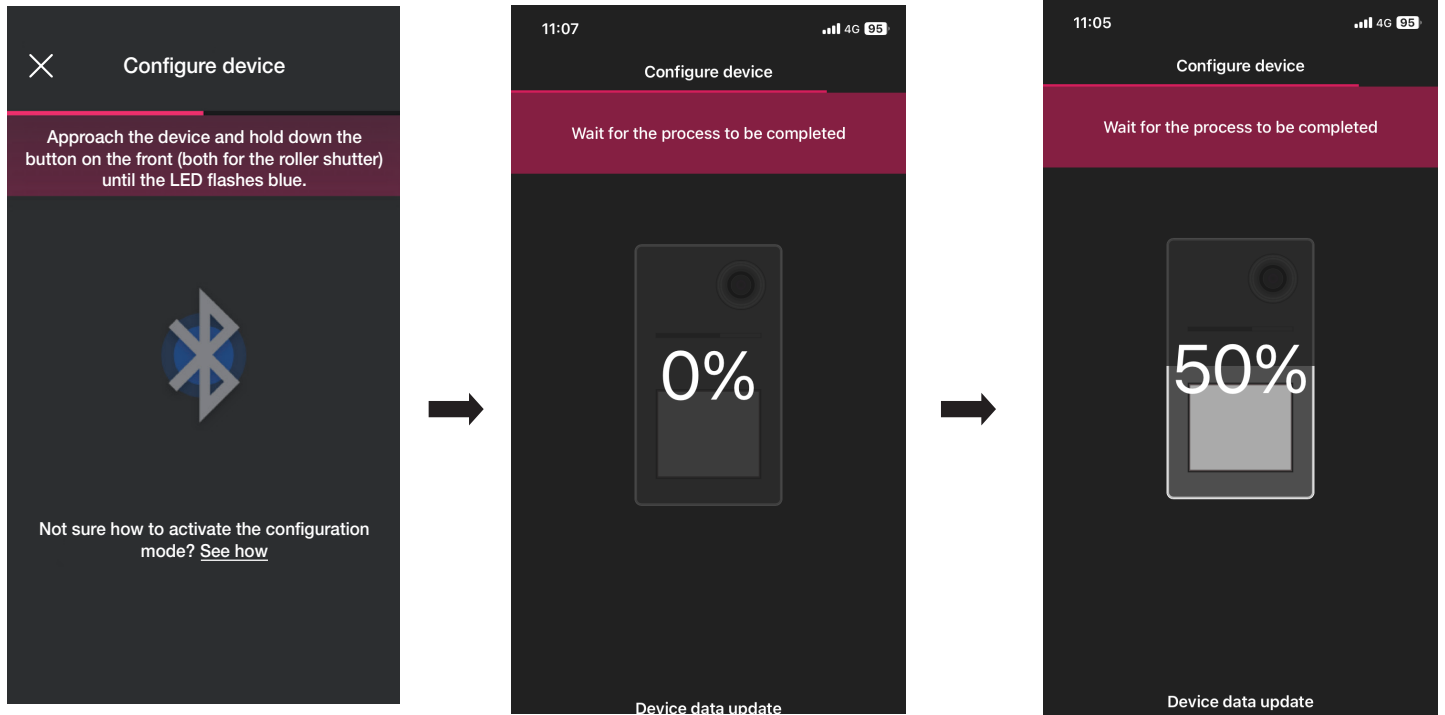 Configure device
Approach the device and hold down the
button on the front (both for the roller shutter)
until the LED flashes blue.
Not sure how to activate the configuration
mode? See how
11:07
4G 95
Configure device
Wait for the process to be completed
0%
Device data update
11:05
4G 95
Configure device
Wait for the process to be completed
50%
Device data update